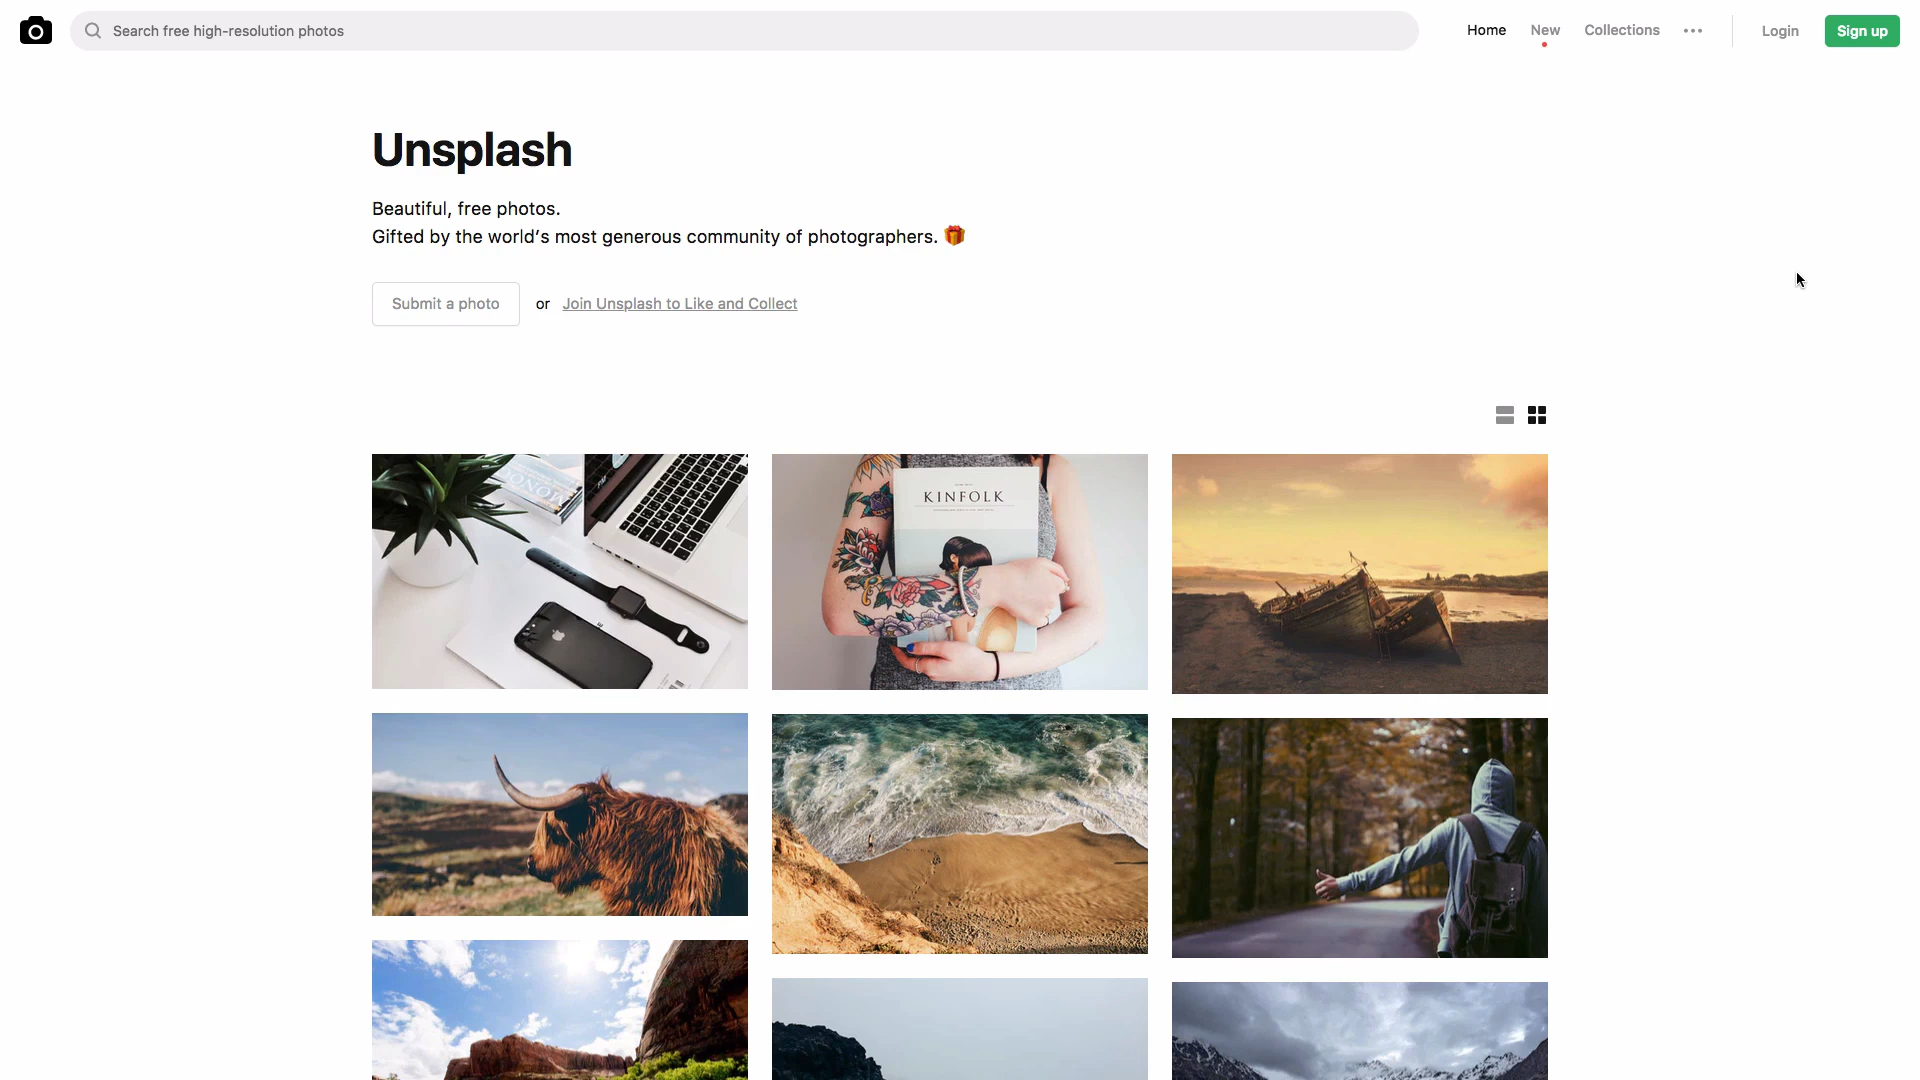 Search free high-resolution photos
Home New Collections Login Sign up
Unsplash
Beautiful, free photos.
Gifted by the world's most generous community of photographers. 🎁
Submit a photo or Join Unsplash to Like and Collect
KINFOLK